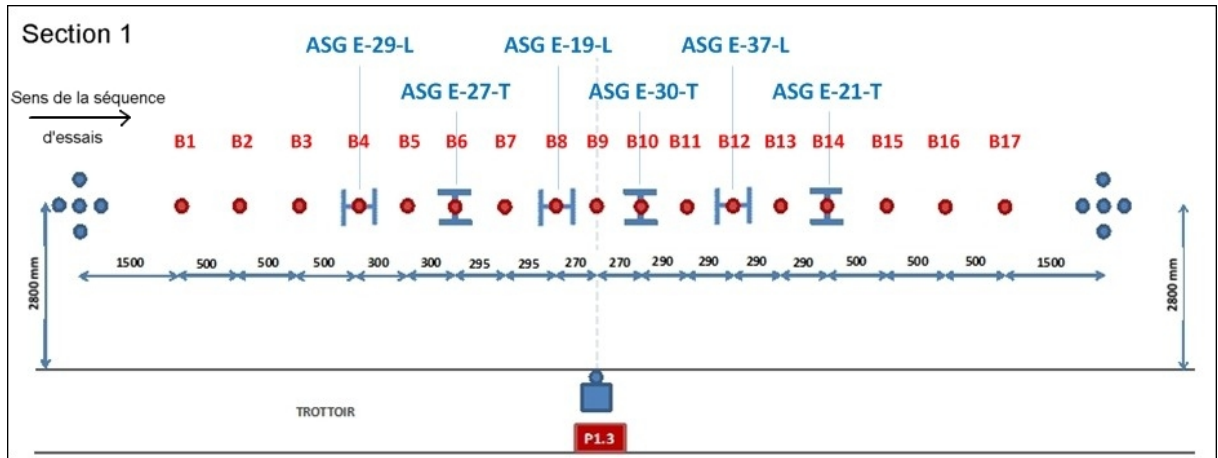 Section 1
ASG E-29-L ASG E-19-L ASG E-37-L
Sens de la séquence
d'essais
ASG E-27-T ASG E-30-T ASG E-21-T
B1 B2 B3 B4 B5 B6 B7 B8 B9 B10 B11 B12 B13 B14 B15 B16 B17
1500 500 500 500 300 300 295 295 270 270 290 290 290 290 500 500 500 1500
2800 mm
2800 mm
TROTTOIR
P1.3